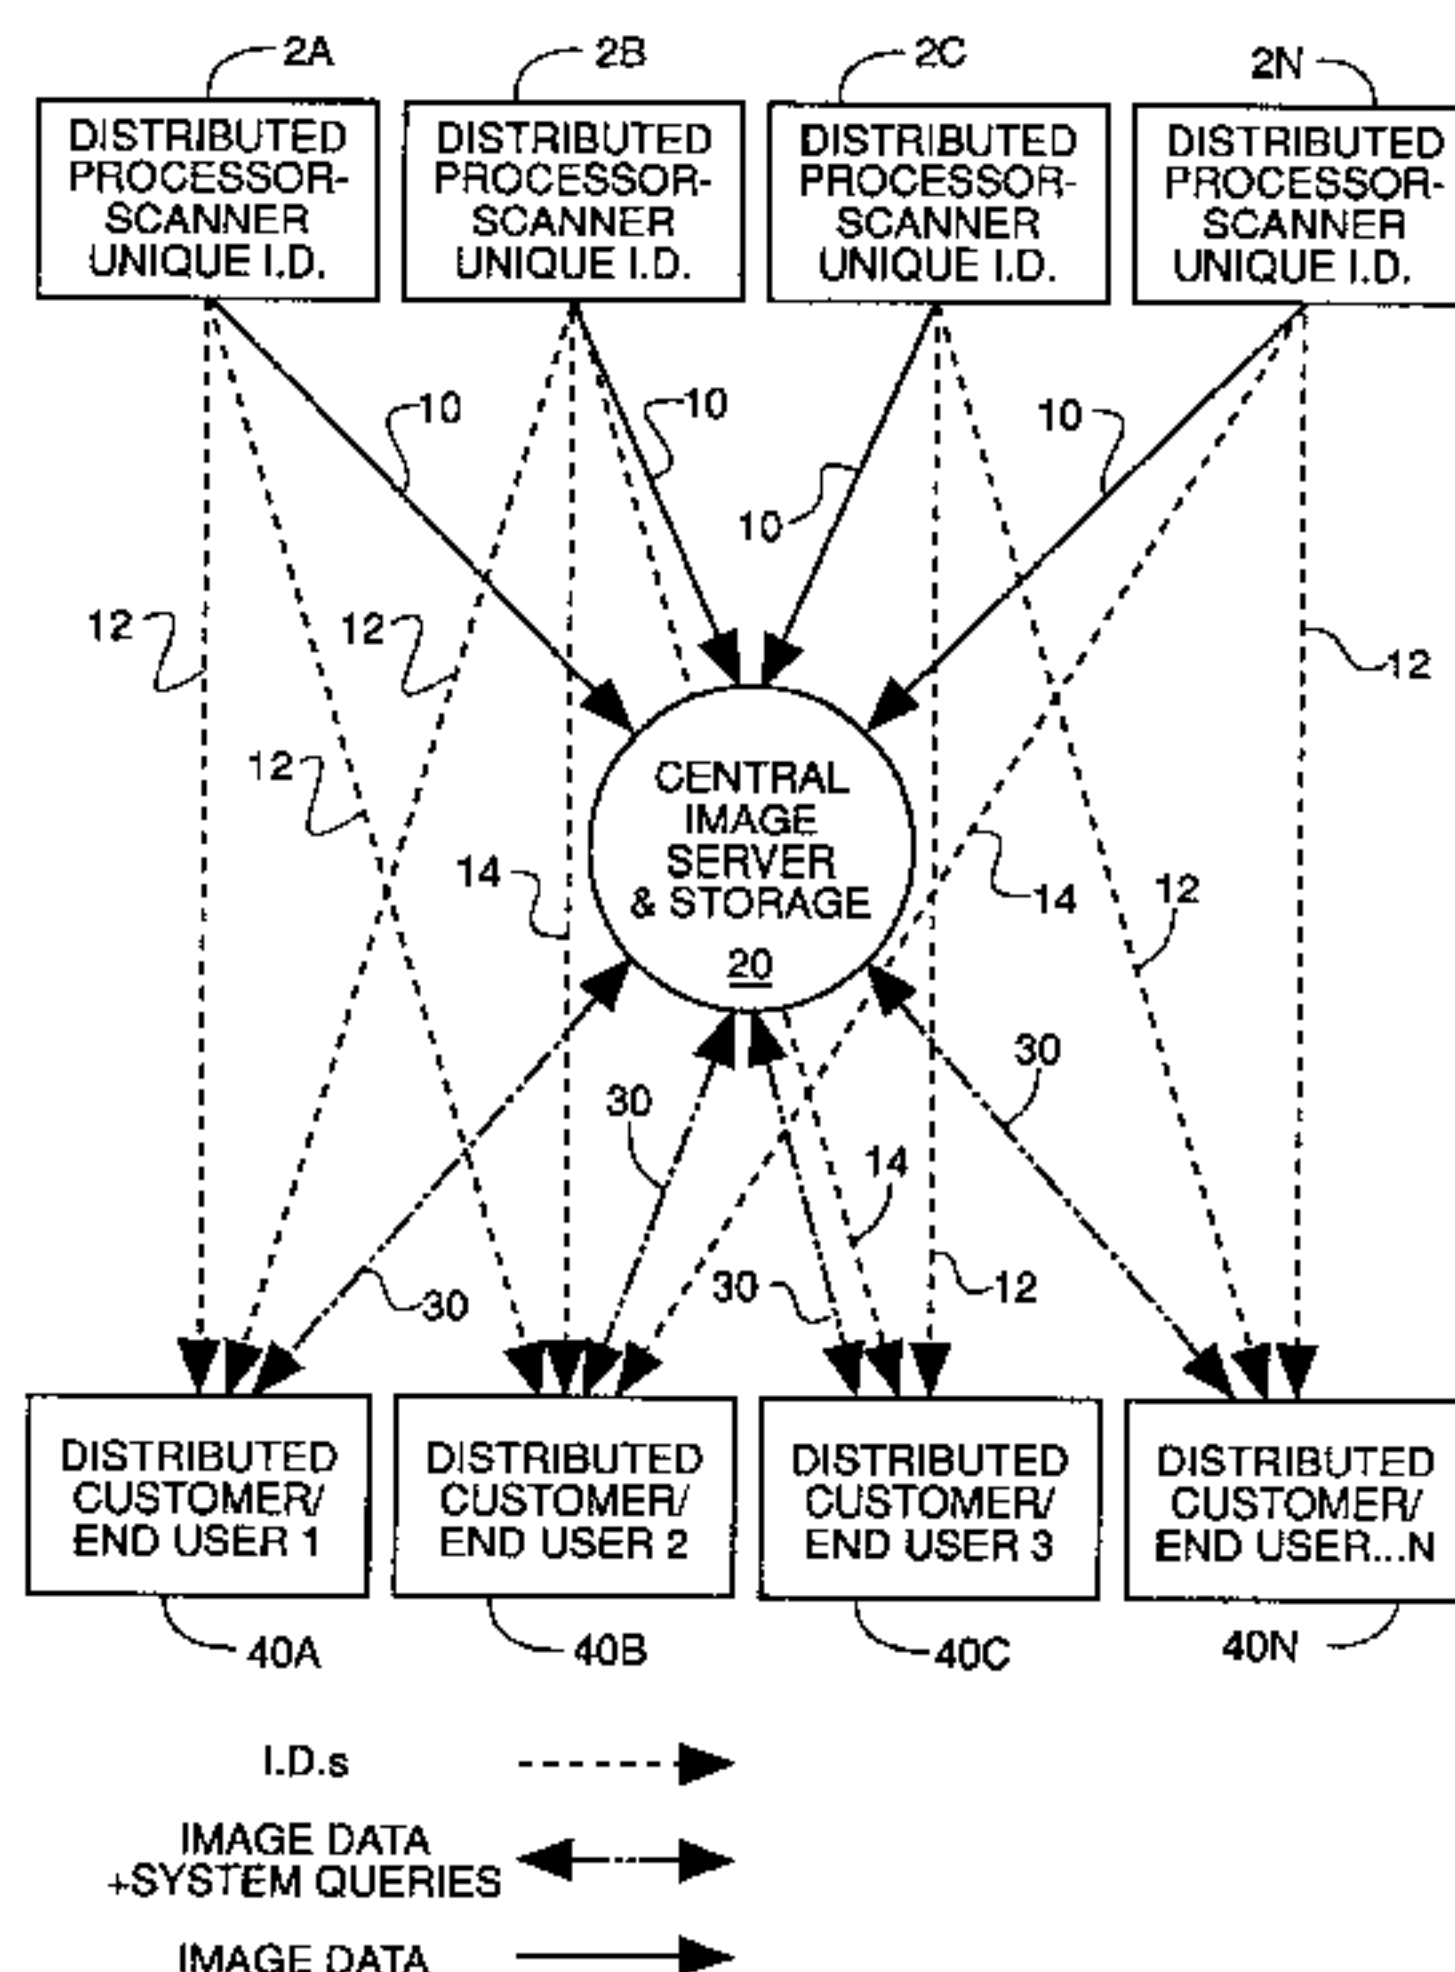 2A
2B
2C
2N
DISTRIBUTED
PROCESSOR-
SCANNER
UNIQUE I.D.
DISTRIBUTED
PROCESSOR-
SCANNER
UNIQUE I.D.
DISTRIBUTED
PROCESSOR-
SCANNER
UNIQUE I.D.
DISTRIBUTED
PROCESSOR-
SCANNER
UNIQUE I.D.
10
10
10
10
12
12
12
12
CENTRAL
IMAGE
SERVER
& STORAGE
20
14
14
12
30
30
14
30
30
12
DISTRIBUTED
CUSTOMER/
END USER 1
DISTRIBUTED
CUSTOMER/
END USER 2
DISTRIBUTED
CUSTOMER/
END USER 3
DISTRIBUTED
CUSTOMER/
END USER...N
40A
40B
40C
40N
I.D.s
IMAGE DATA
+SYSTEM QUERIES
IMAGE DATA